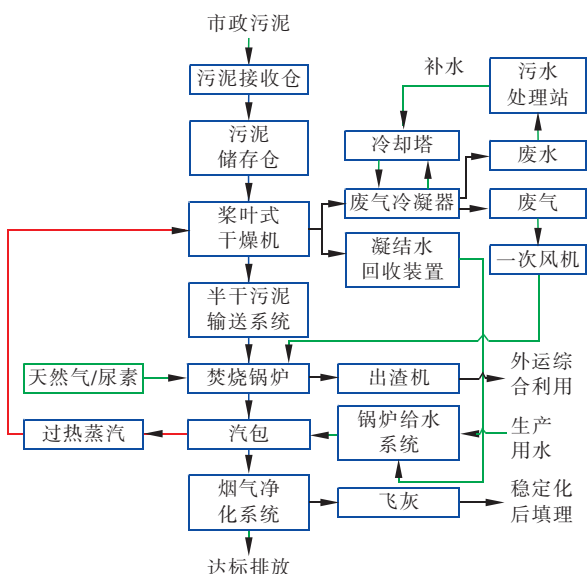 市政污泥
污泥接收仓
污泥
储存仓
补水
污水
处理站
冷却塔
废水
废气冷凝器
废气
桨叶式
干燥机
凝结水
回收装置
一次风机
半干污泥
输送系统
天然气/尿素
焚烧锅炉
出渣机
外运综
合利用
过热蒸汽
汽包
锅炉给水
系统
生产
用水
烟气净
化系统
飞灰
稳定化
后填埋
达标排放